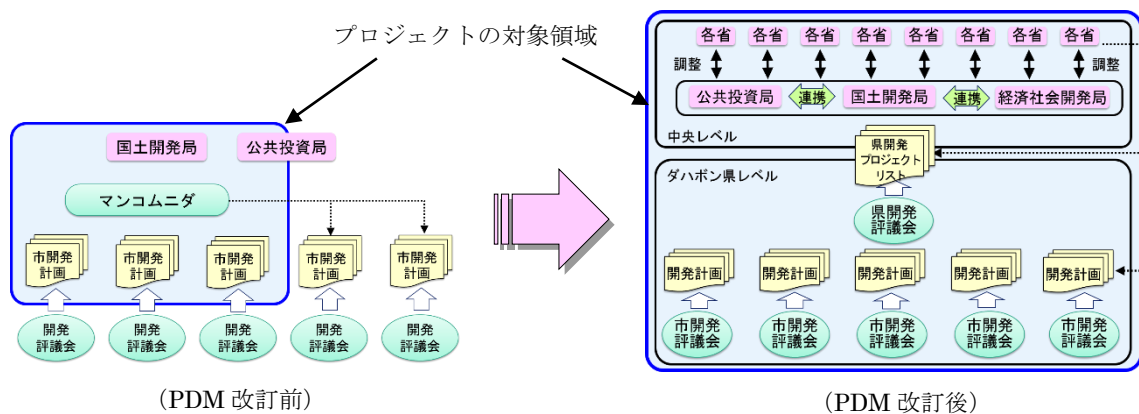 プロジェクトの対象領域
国土開発局
公共投資局
マンコムニダ
市開発
計画
市開発
計画
市開発
計画
市開発
計画
市開発
計画
開発
評議会
開発
評議会
開発
評議会
開発
評議会
開発
評議会
（PDM 改訂前）
各省 各省 各省 各省 各省 各省 各省 各省
調整
調整
公共投資局
連携
国土開発局
連携
経済社会開発局
中央レベル
県開発
プロジェクト
リスト
ダハボン県レベル
県開発
評議会
開発計画
開発計画
開発計画
開発計画
開発計画
市開発
評議会
市開発
評議会
市開発
評議会
市開発
評議会
市開発
評議会
（PDM 改訂後）